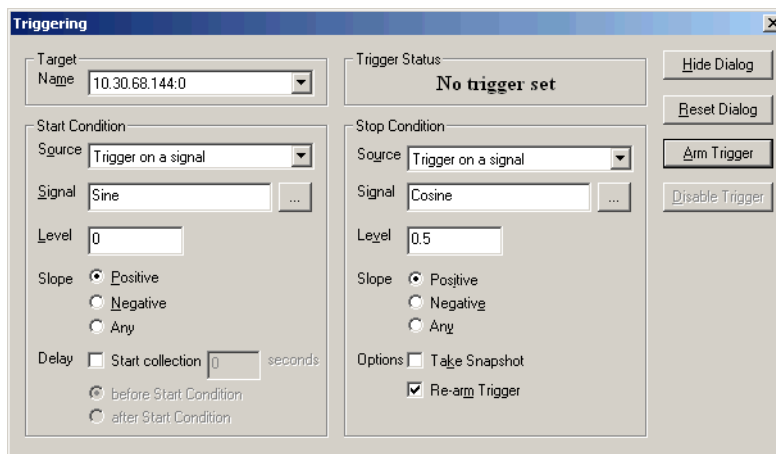 Triggering
Target
Name 10.30.68.144:0
Trigger Status
No trigger set
Hide Dialog
Reset Dialog
Arm Trigger
Disable Trigger
Start Condition
Source Trigger on a signal
Signal Sine ...
Level 0
Slope Positive
Negative
Any
Delay Start collection 0 seconds
before Start Condition
after Start Condition
Stop Condition
Source Trigger on a signal
Signal Cosine ...
Level 0.5
Slope Positive
Negative
Any
Options Take Snapshot
Re-arm Trigger